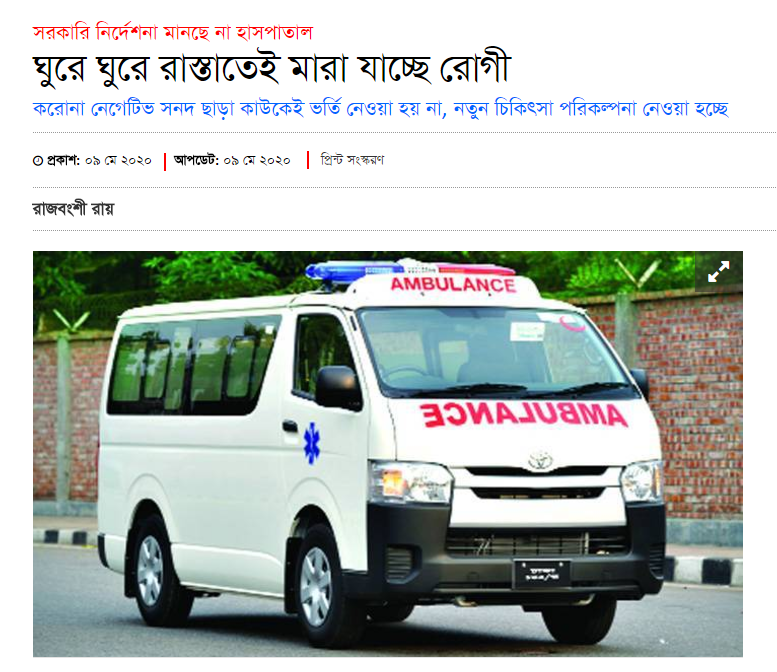 সরকারি নির্দেশনা মানছে না হাসপাতাল
ঘুরে ঘুরে রাস্তাতেই মারা যাচ্ছে রোগী
করোনা নেগেটিভ সনদ ছাড়া কাউকেই ভর্তি নেওয়া হয় না, নতুন চিকিৎসা পরিকল্পনা নেওয়া হচ্ছে
প্রকাশ: ০৯ মে ২০২০ | আপডেট: ০৯ মে ২০২০ | প্রিন্ট সংস্করণ
রাজবংশী রায়
AMBULANCE
AMBULANCE